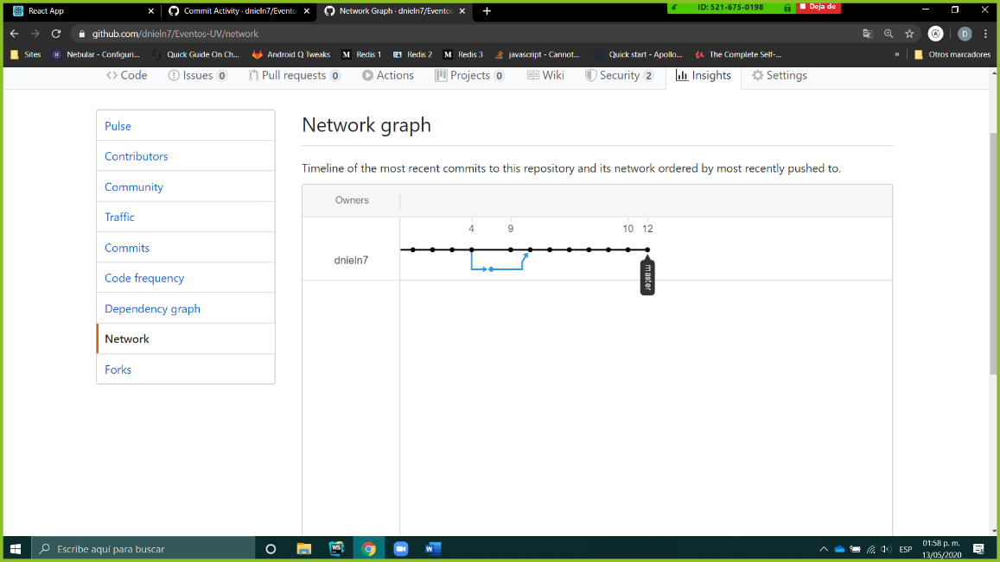 React App
Commit Activity · dnieln7/Evento
Network Graph · dnieln7/Evento
ID: 521-675-0198
Deja de
github.com/dnieln7/Eventos-UV/network
D
Sites
Nebular - Configuri...
Quick Guide On Ch...
Android Q Tweaks
Redis 1
Redis 2
Redis 3
javascript - Cannot...
Quick start - Apollo...
The Complete Self-...
»
Otros marcadores
Code
Issues 0
Pull requests 0
Actions
Projects 0
Wiki
Security 2
Insights
Settings
Pulse
Contributors
Community
Traffic
Commits
Code frequency
Dependency graph
Network
Forks
Network graph
Timeline of the most recent commits to this repository and its network ordered by most recently pushed to.
Owners
4 9 10 12
dnieln7
master
Escribe aquí para buscar
ESP
01:58 p. m.
13/05/2020